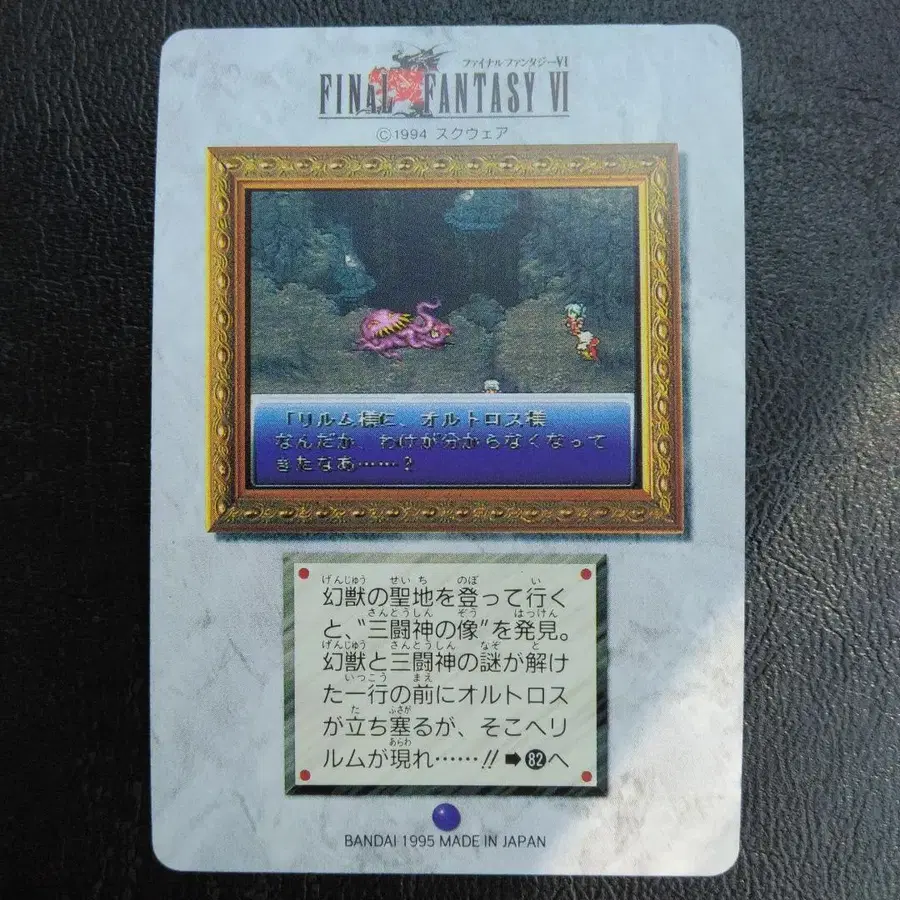 ファイナルファンタジーVI
FINAL FANTASY VI
©1994 スクウェア
「リルム様に、オルトロス様
なんだか、わけが分からなくなって
きたなあ……?
げんじゅう せいち のぼ い
幻獣の聖地を登って行く
さんとうしん ぞう はっけん
と、“三闘神の像”を発見。
げんじゅう さんとうしん なぞ と
幻獣と三闘神の謎が解け
いっこう まえ
た一行の前にオルトロス
た ふさが
が立ち塞るが、そこへリ
あらわ
ルムが現れ……!! ➡82へ
BANDAI 1995 MADE IN JAPAN